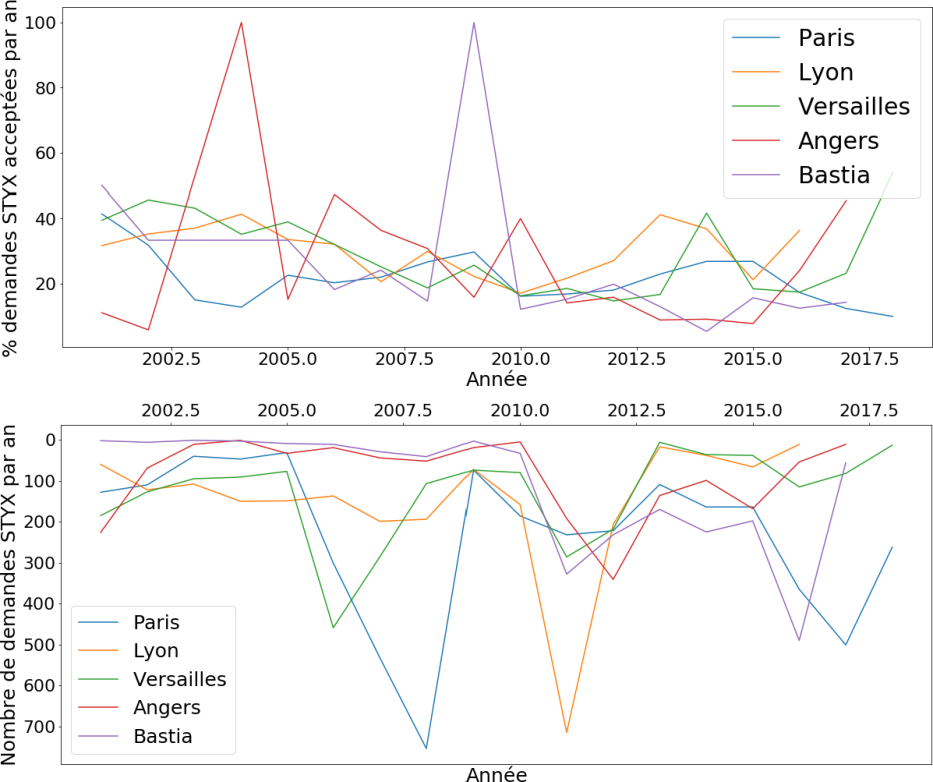 % demandes STYX acceptées par an
100
80
60
40
20
Paris
Lyon
Versailles
Angers
Bastia
2002.5 2005.0 2007.5 2010.0 2012.5 2015.0 2017.5
Année
2002.5 2005.0 2007.5 2010.0 2012.5 2015.0 2017.5
Nombre de demandes STYX par an
0
100
200
300
400
500
600
700
Paris
Lyon
Versailles
Angers
Bastia
Année